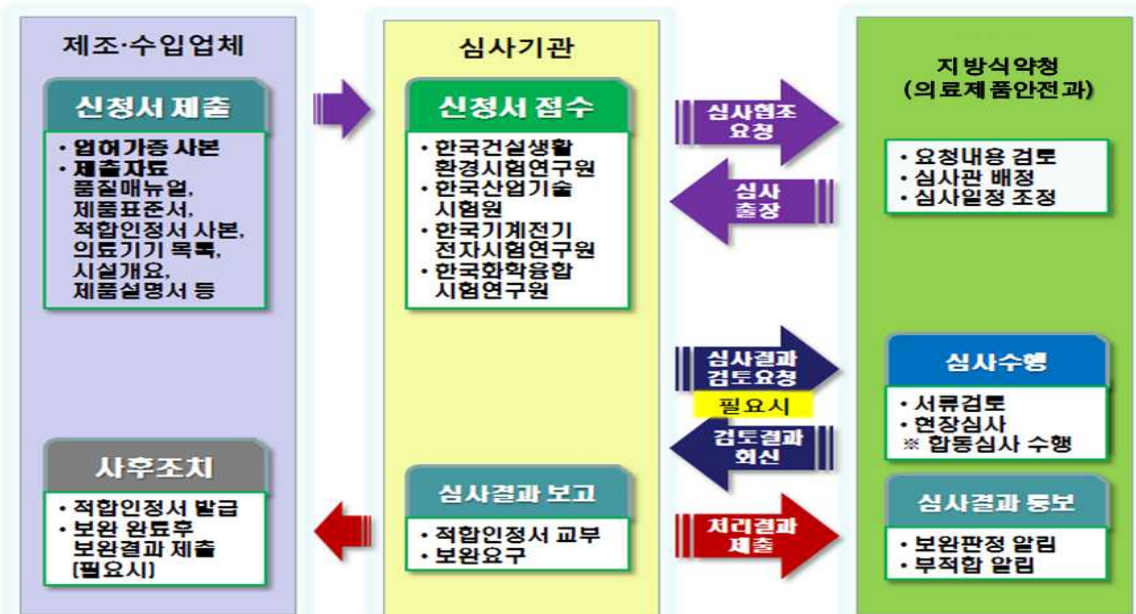 제조·수입업체
신청서 제출
• 업허가증 사본
• 제출자료
품질매뉴얼,
제품표준서,
적합인정서 사본,
의료기기 목록,
시설개요,
제품설명서 등
사후조치
• 적합인정서 발급
• 보완 완료후
보완결과 제출
(필요시)
심사기관
신청서 접수
• 한국건설생활
환경시험연구원
• 한국산업기술
시험원
• 한국기계전기
전자시험연구원
• 한국화학융합
시험연구원
심사결과 보고
• 적합인정서 교부
• 보완요구
심사협조
요청
심사
출장
심사결과
검토요청
필요시
검토결과
회신
처리결과
제출
지방식약청
(의료제품안전과)
• 요청내용 검토
• 심사관 배정
• 심사일정 조정
심사수행
• 서류검토
• 현장심사
※ 합동심사 수행
심사결과 통보
• 보완판정 알림
• 부적합 알림